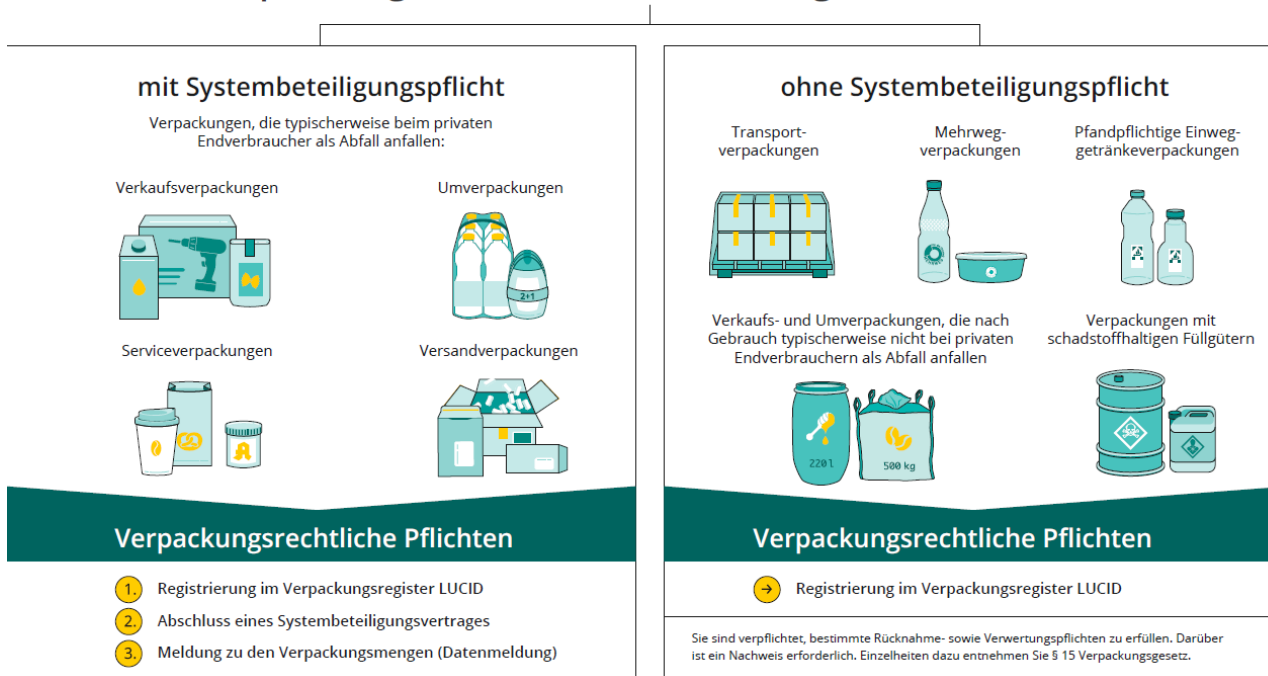 mit Systembeteiligungspflicht
Verpackungen, die typischerweise beim privaten
Endverbraucher als Abfall anfallen:
Verkaufsverpackungen
Umverpackungen
2+1
Serviceverpackungen
Versandverpackungen
Verpackungsrechtliche Pflichten
1. Registrierung im Verpackungsregister LUCID
2. Abschluss eines Systembeteiligungsvertrages
3. Meldung zu den Verpackungsmengen (Datenmeldung)
ohne Systembeteiligungspflicht
Transport-
verpackungen
Mehrweg-
verpackungen
Pfandpflichtige Einweg-
getränkeverpackungen
Verkaufs- und Umverpackungen, die nach
Gebrauch typischerweise nicht bei privaten
Endverbrauchern als Abfall anfallen
220 l
500 kg
Verpackungen mit
schadstoffhaltigen Füllgütern
Verpackungsrechtliche Pflichten
→ Registrierung im Verpackungsregister LUCID
Sie sind verpflichtet, bestimmte Rücknahme- sowie Verwertungspflichten zu erfüllen. Darüber
ist ein Nachweis erforderlich. Einzelheiten dazu entnehmen Sie § 15 Verpackungsgesetz.